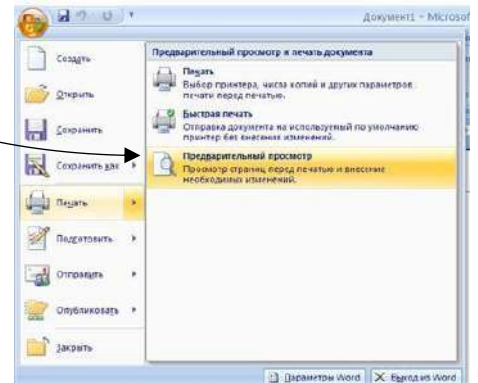 Документ1 - Microsof
Создать
Открыть
Сохранить
Сохранить как
Печать
Подготовить
Отправить
Опубликовать
Закрыть
Предварительный просмотр и печать документа
Печать
Выбор принтера, числа копий и других параметров
печати перед печатью.
Быстрая печать
Отправка документа на используемый по умолчанию
принтер без внесения изменений.
Предварительный просмотр
Просмотр страниц перед печатью и внесение
необходимых изменений.
Параметры Word
Выход из Word